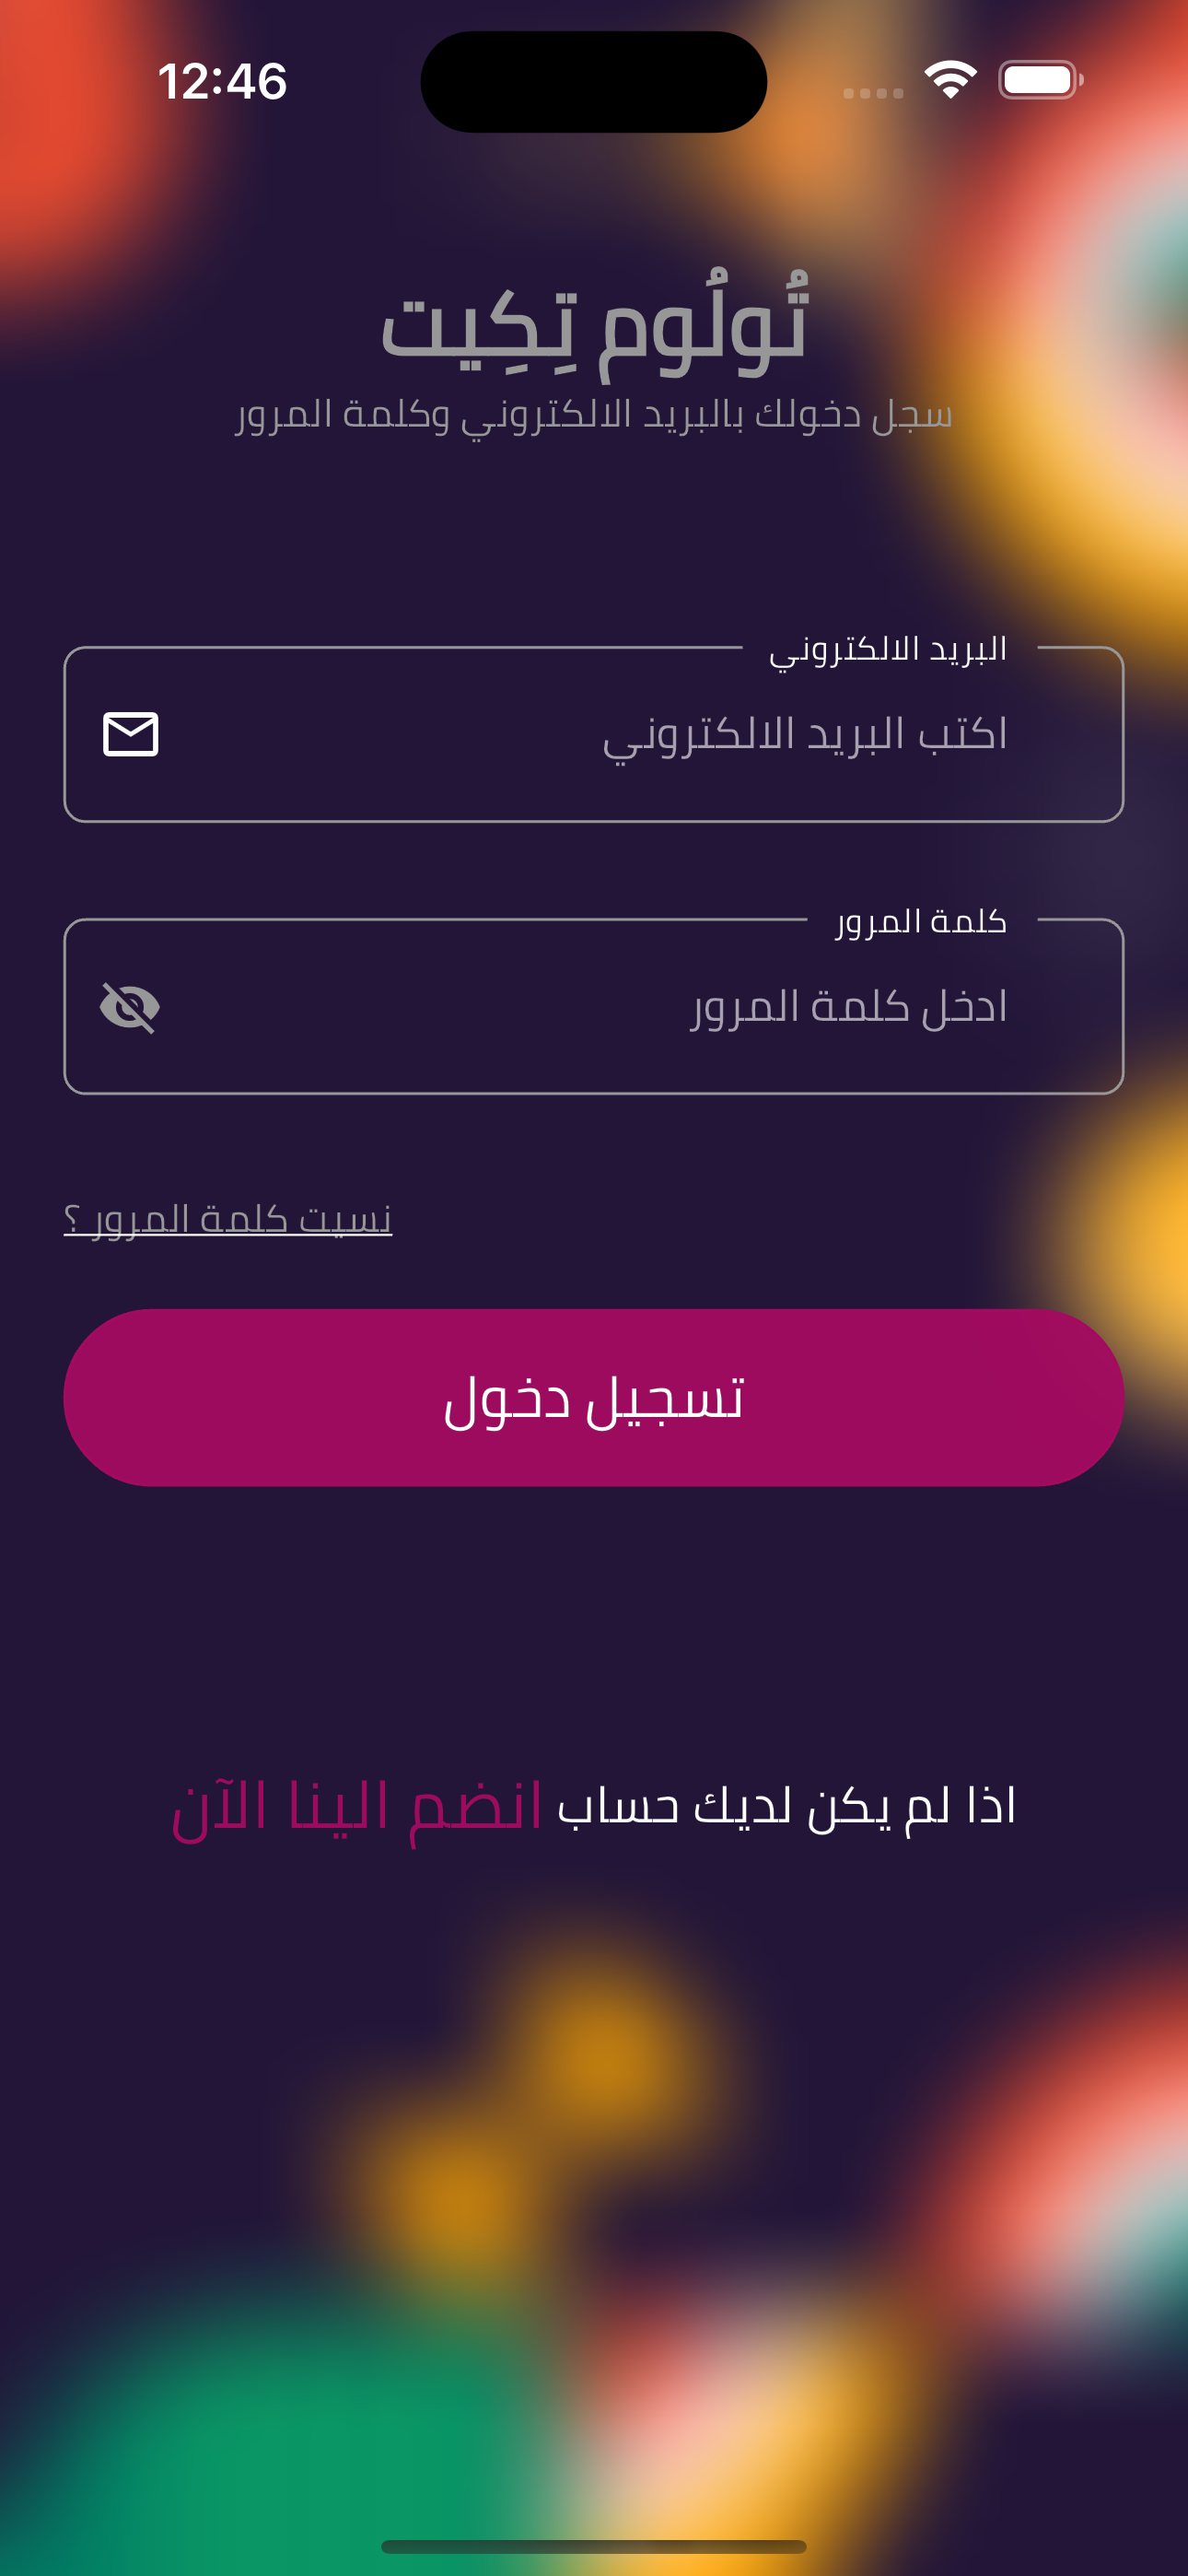 12:46
تُولُوم تِكِيت
سجل دخولك بالبريد الالكتروني وكلمة المرور
البريد الالكتروني
اكتب البريد الالكتروني
كلمة المرور
ادخل كلمة المرور
نسيت كلمة المرور ؟
تسجيل دخول
اذا لم يكن لديك حساب انضم الينا الآن